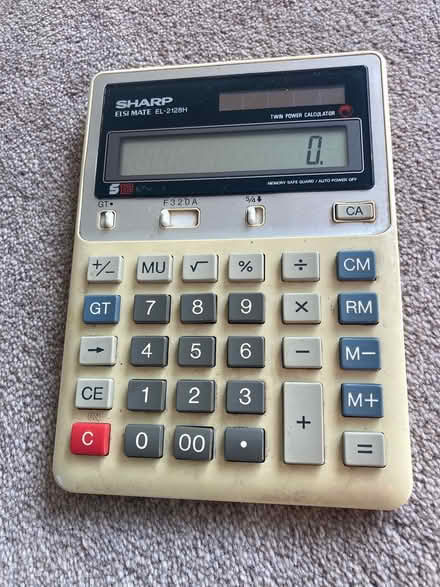 SHARP
ELSI MATE EL-2128H
TWIN POWER CALCULATOR
0.
MEMORY SAFE GUARD / AUTO POWER OFF
GT• F 3 2 0 A 5/4 ⬇ CA
+/− MU √ % ÷ CM
GT 7 8 9 × RM
→ 4 5 6 − M−
CE 1 2 3 + M+
C 0 00 • =